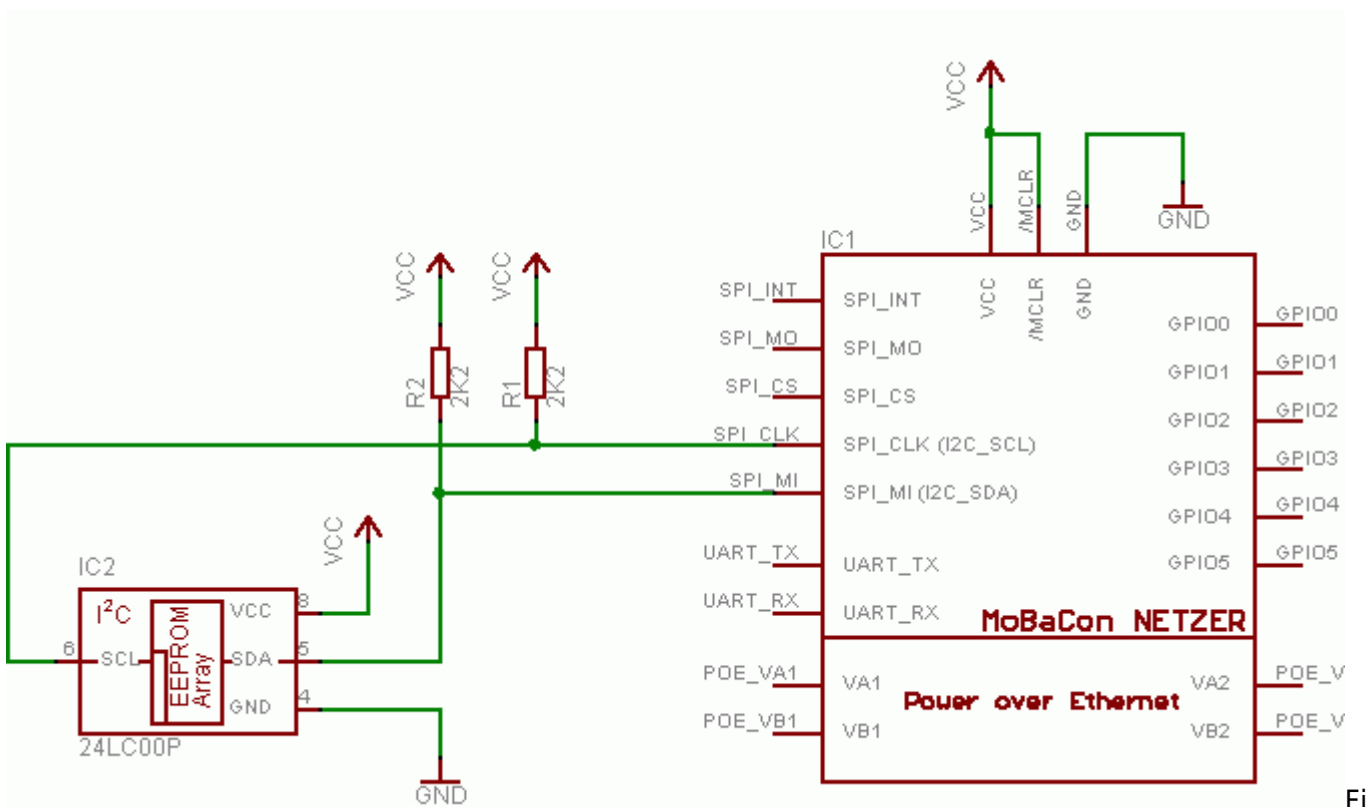 VCC
VCC
/MCLR
GND
GND
IC1
VCC
/MCLR
GND
VCC
VCC
R2
2K2
R1
2K2
SPI_INT
SPI_INT
SPI_MO
SPI_MO
SPI_CS
SPI_CS
SPI_CLK
SPI_CLK (I2C_SCL)
SPI_MI
SPI_MI (I2C_SDA)
UART_TX
UART_TX
UART_RX
UART_RX
GPIO0
GPIO0
GPIO1
GPIO1
GPIO2
GPIO2
GPIO3
GPIO3
GPIO4
GPIO4
GPIO5
GPIO5
MoBaCon NETZER
POE_VA1
VA1
Power over Ethernet
VA2
POE_V
POE_VB1
VB1
VB2
POE_V
VCC
IC2
I²C
EEPROM
Array
VCC
8
6
SCL
SDA
5
GND
4
24LC00P
GND
Fi